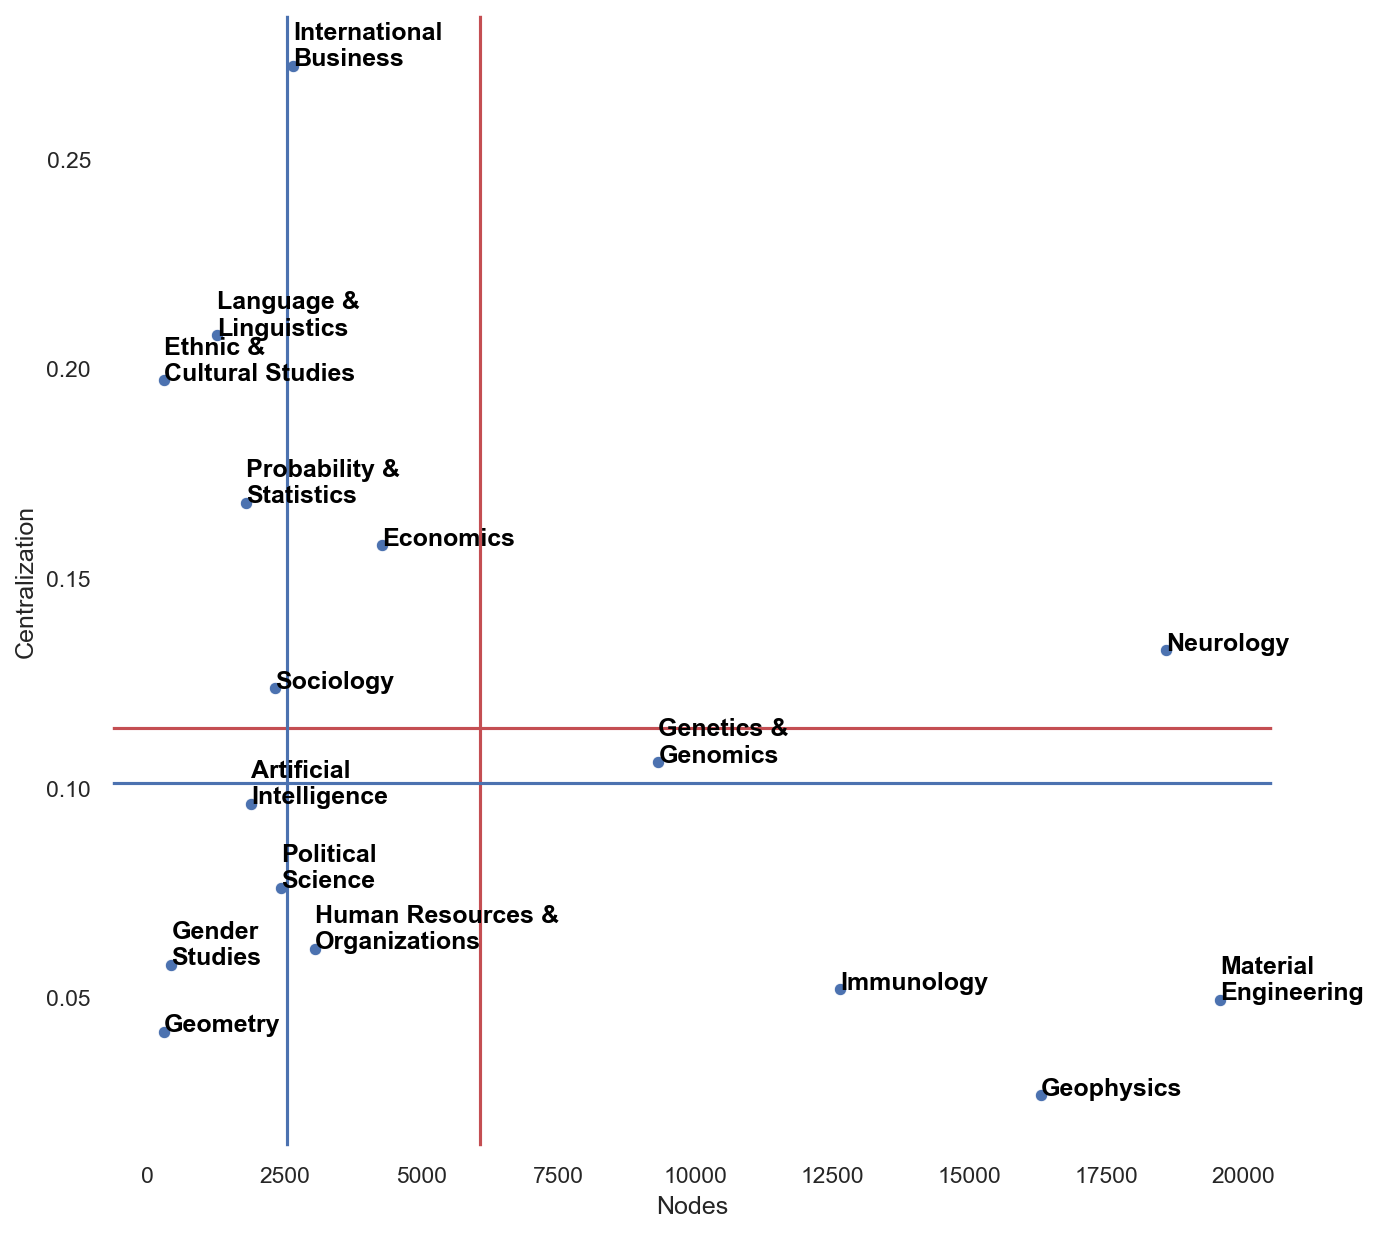 International
Business
0.25
Language &
Linguistics
Ethnic &
Cultural Studies
0.20
Probability &
Statistics
Economics
0.15
Centralization
Neurology
Sociology
Genetics &
Genomics
Artificial
Intelligence
0.10
Political
Science
Human Resources &
Organizations
Gender
Studies
Immunology
Material
Engineering
0.05
Geometry
Geophysics
0 2500 5000 7500 10000 12500 15000 17500 20000
Nodes